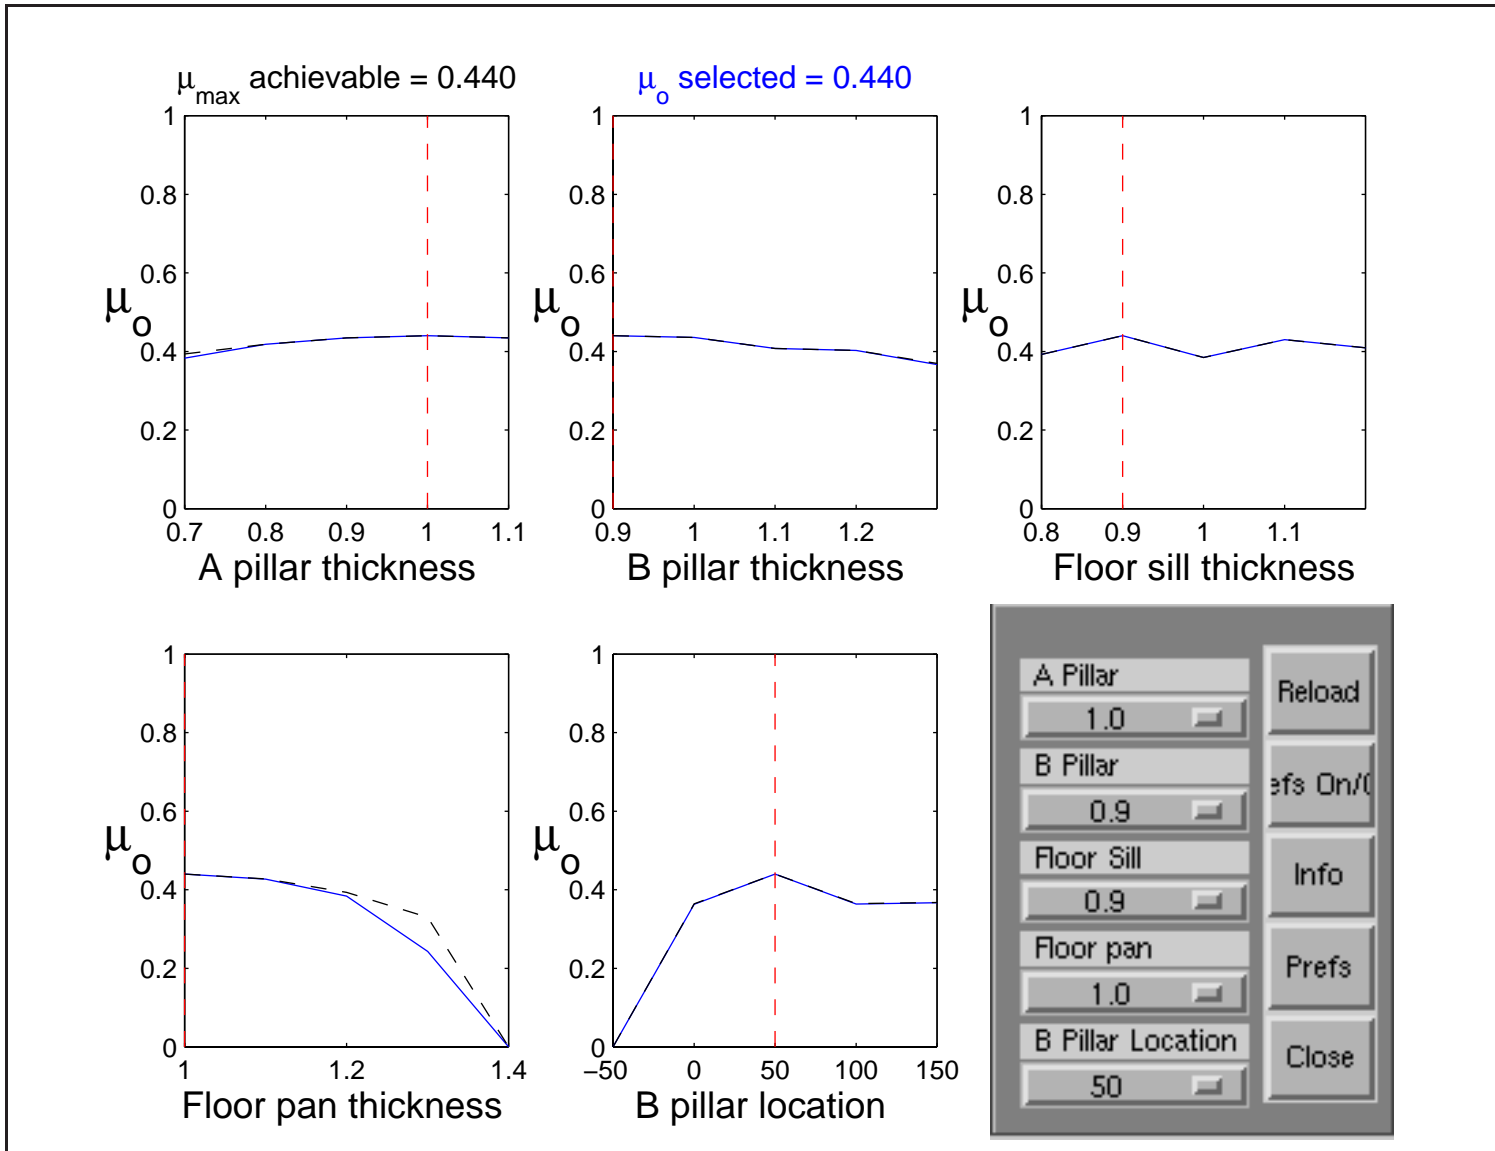 μmax achievable = 0.440
μo selected = 0.440
1
0.8
0.6
0.4
0.2
0
μo
0.7 0.8 0.9 1 1.1
A pillar thickness
1
0.8
0.6
0.4
0.2
0
μo
0.9 1 1.1 1.2
B pillar thickness
1
0.8
0.6
0.4
0.2
0
μo
0.8 0.9 1 1.1
Floor sill thickness
1
0.8
0.6
0.4
0.2
0
μo
1 1.2 1.4
Floor pan thickness
1
0.8
0.6
0.4
0.2
0
μo
−50 0 50 100 150
B pillar location
A Pillar
1.0
B Pillar
0.9
Floor Sill
0.9
Floor pan
1.0
B Pillar Location
50
Reload
efs On/
Info
Prefs
Close